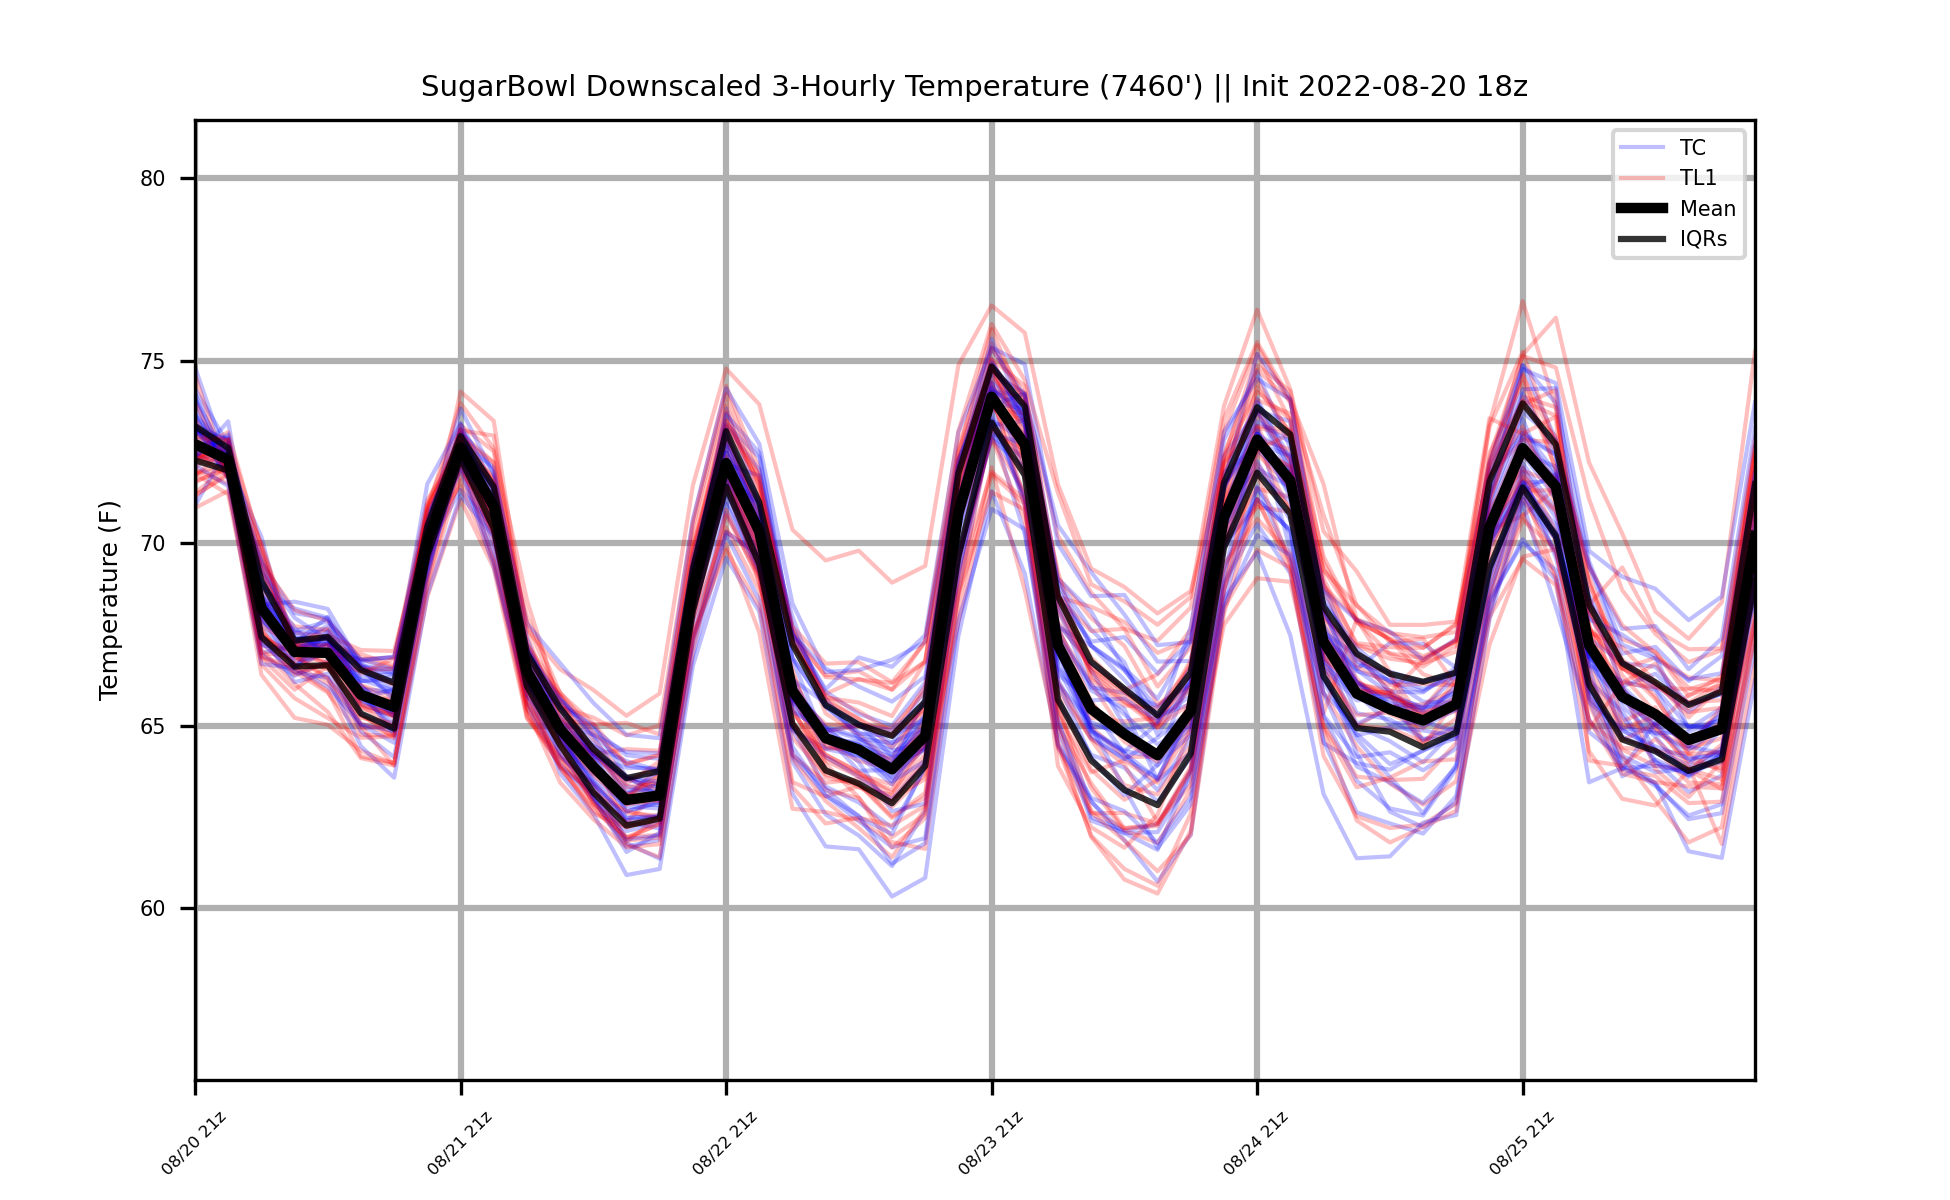 SugarBowl Downscaled 3-Hourly Temperature (7460') || Init 2022-08-20 18z
TC
TL1
Mean
IQRs
Temperature (F)
80
75
70
65
60
08/20 21z
08/21 21z
08/22 21z
08/23 21z
08/24 21z
08/25 21z